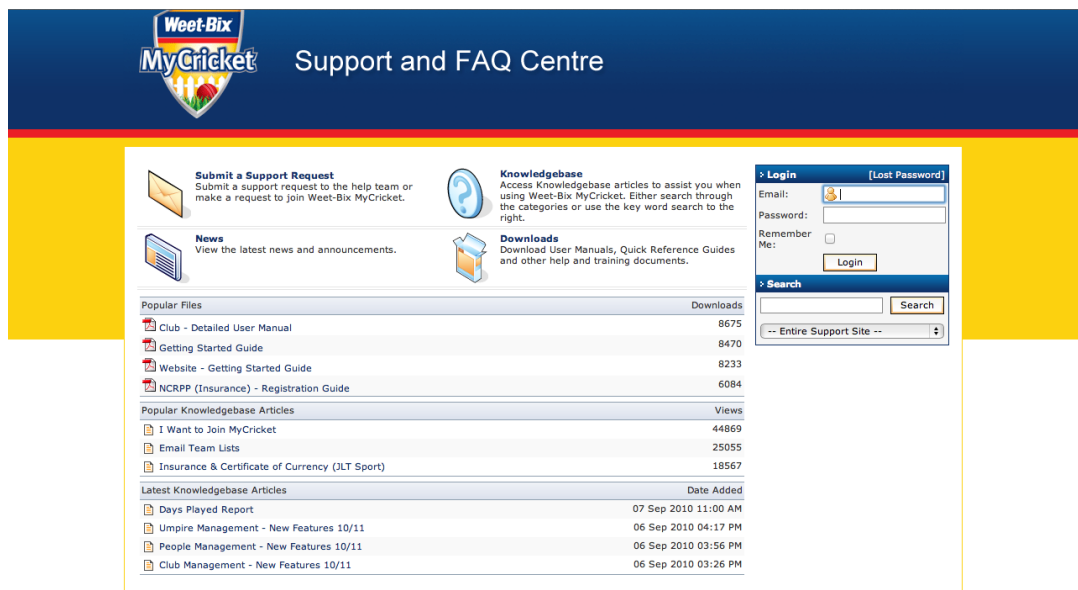 Weet-Bix
MyCricket
Support and FAQ Centre
Submit a Support Request
Submit a support request to the help team or
make a request to join Weet-Bix MyCricket.
Knowledgebase
Access Knowledgebase articles to assist you when
using Weet-Bix MyCricket. Either search through
the categories or use the key word search to the
right.
News
View the latest news and announcements.
Downloads
Download User Manuals, Quick Reference Guides
and other help and training documents.
Login [Lost Password]
Email:
Password:
Remember
Me:
Login
Search
Search
-- Entire Support Site --
Popular Files Downloads
Club - Detailed User Manual 8675
Getting Started Guide 8470
Website - Getting Started Guide 8233
NCRPP (Insurance) - Registration Guide 6084
Popular Knowledgebase Articles Views
I Want to Join MyCricket 44869
Email Team Lists 25055
Insurance & Certificate of Currency (JLT Sport) 18567
Latest Knowledgebase Articles Date Added
Days Played Report 07 Sep 2010 11:00 AM
Umpire Management - New Features 10/11 06 Sep 2010 04:17 PM
People Management - New Features 10/11 06 Sep 2010 03:56 PM
Club Management - New Features 10/11 06 Sep 2010 03:26 PM